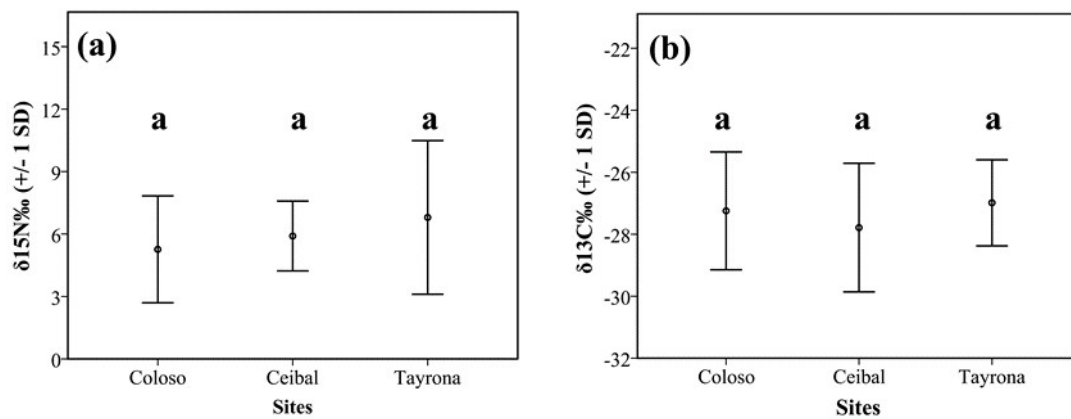 (a)
δ15N‰ (+/- 1 SD)
15
12
9
6
3
0
a a a
Coloso Ceibal Tayrona
Sites
(b)
δ13C‰ (+/- 1 SD)
-22
-24
-26
-28
-30
-32
a a a
Coloso Ceibal Tayrona
Sites